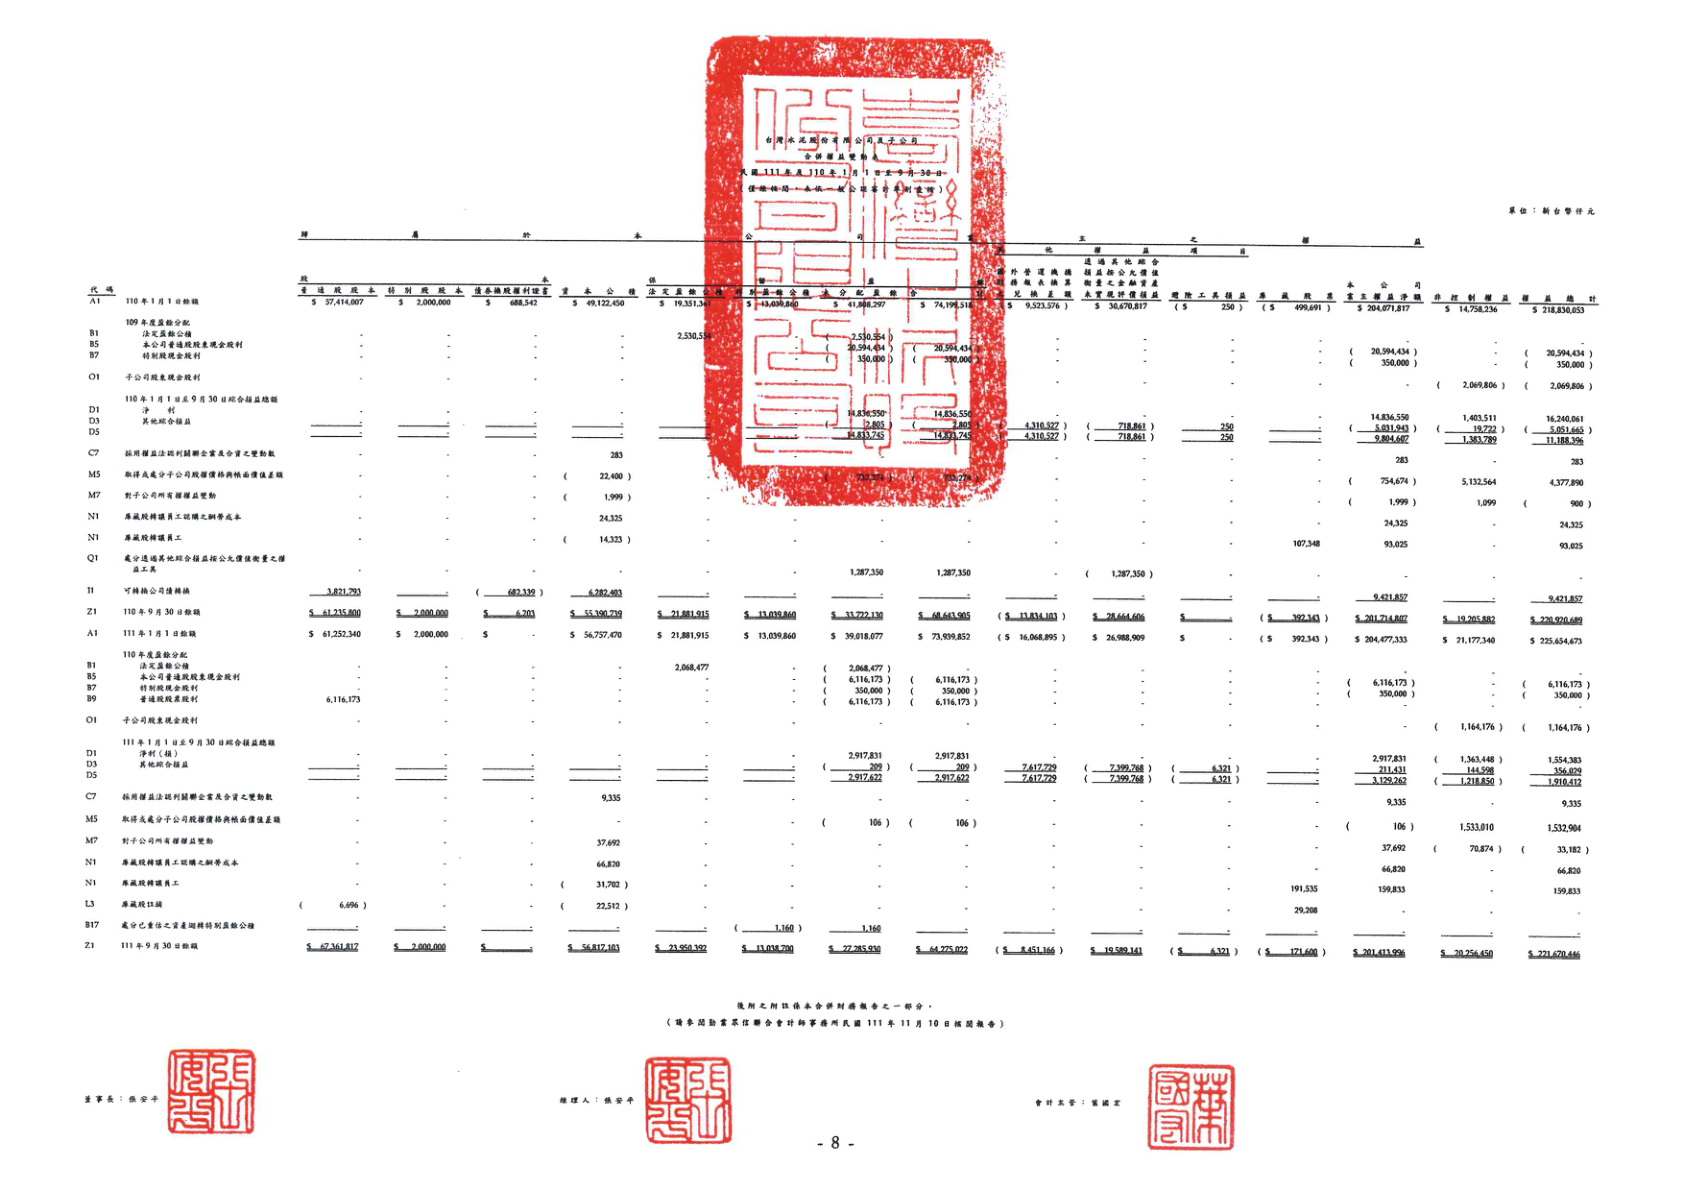 台灣水泥股份有限公司及子公司
合併權益變動表
民國 111 年及 110 年 1 月 1 日至 9 月 30 日
(僅經核閱,未依一般公認審計準則查核)
單位:新台幣仟元
歸 屬 於 本 公 司 業 主 之 權 益
其 他 權 益 項 目
透過其他綜合
國外營運機構 損益按公允價值
股 本 保 留 盈 餘 財務報表換算 衡量之金融資產 本公司
代碼 普通股股本 特別股股本 債券換股權利證書 資本公積 法定盈餘公積 特別盈餘公積 未分配盈餘 合計 之兌換差額 未實現評價損益 避險工具損益 庫藏股票 業主權益淨額 非控制權益 權益總計
A1 110 年 1 月 1 日餘額 $ 57,414,007 $ 2,000,000 $ 688,542 $ 49,122,450 $ 19,351,361 $ 13,039,860 $ 41,808,297 $ 74,199,518 ( $ 9,523,576 ) $ 30,670,817 ( $ 250 ) ( $ 499,691 ) $ 204,071,817 $ 14,758,236 $ 218,830,053
109 年度盈餘分配
B1 法定盈餘公積 - - - - 2,530,554 - ( 2,530,554 ) - - - - - - - -
B5 本公司普通股股東現金股利 - - - - - - ( 20,594,434 ) ( 20,594,434 ) - - - - ( 20,594,434 ) - ( 20,594,434 )
B7 特別股現金股利 - - - - - - ( 350,000 ) ( 350,000 ) - - - - ( 350,000 ) - ( 350,000 )
O1 子公司股東現金股利 - - - - - - - - - - - - - ( 2,069,806 ) ( 2,069,806 )
110 年 1 月 1 日至 9 月 30 日綜合損益總額
D1 淨 利 - - - - - - 14,836,550 14,836,550 - - - - 14,836,550 1,403,511 16,240,061
D3 其他綜合損益 - - - - - - ( 2,805 ) ( 2,805 ) ( 4,310,527 ) ( 718,861 ) 250 - ( 5,031,943 ) ( 19,722 ) ( 5,051,665 )
D5 - - - - - - 14,833,745 14,833,745 ( 4,310,527 ) ( 718,861 ) 250 - 9,804,607 1,383,789 11,188,396
C7 採用權益法認列關聯企業及合資之變動數 - - - 283 - - - - - - - - 283 - 283
M5 取得或處分子公司股權價格與帳面價值差額 - - - ( 22,400 ) - - ( 732,274 ) ( 732,274 ) - - - - ( 754,674 ) 5,132,564 4,377,890
M7 對子公司所有權權益變動 - - - ( 1,999 ) - - - - - - - - ( 1,999 ) 1,099 ( 900 )
N1 庫藏股轉讓員工認購之酬勞成本 - - - 24,325 - - - - - - - - 24,325 - 24,325
N1 庫藏股轉讓員工 - - - ( 14,323 ) - - - - - - - 107,348 93,025 - 93,025
Q1 處分透過其他綜合損益按公允價值衡量之權
益工具 - - - - - - 1,287,350 1,287,350 - ( 1,287,350 ) - - - - -
I1 可轉換公司債轉換 3,821,793 - ( 682,339 ) 6,282,403 - - - - - - - - 9,421,857 - 9,421,857
Z1 110 年 9 月 30 日餘額 $ 61,235,800 $ 2,000,000 $ 6,203 $ 55,390,739 $ 21,881,915 $ 13,039,860 $ 33,722,130 $ 68,643,905 ( $ 13,834,103 ) $ 28,664,606 $ - ( $ 392,343 ) $ 201,714,807 $ 19,205,882 $ 220,920,689
A1 111 年 1 月 1 日餘額 $ 61,252,340 $ 2,000,000 $ - $ 56,757,470 $ 21,881,915 $ 13,039,860 $ 39,018,077 $ 73,939,852 ( $ 16,068,895 ) $ 26,988,909 $ - ( $ 392,343 ) $ 204,477,333 $ 21,177,340 $ 225,654,673
110 年度盈餘分配
B1 法定盈餘公積 - - - - 2,068,477 - ( 2,068,477 ) - - - - - - - -
B5 本公司普通股股東現金股利 - - - - - - ( 6,116,173 ) ( 6,116,173 ) - - - - ( 6,116,173 ) - ( 6,116,173 )
B7 特別股現金股利 - - - - - - ( 350,000 ) ( 350,000 ) - - - - ( 350,000 ) - ( 350,000 )
B9 普通股股票股利 6,116,173 - - - - - ( 6,116,173 ) ( 6,116,173 ) - - - - - - -
O1 子公司股東現金股利 - - - - - - - - - - - - - ( 1,164,176 ) ( 1,164,176 )
111 年 1 月 1 日至 9 月 30 日綜合損益總額
D1 淨利(損) - - - - - - 2,917,831 2,917,831 - - - - 2,917,831 ( 1,363,448 ) 1,554,383
D3 其他綜合損益 - - - - - - ( 209 ) ( 209 ) 7,617,729 ( 7,399,768 ) ( 6,321 ) - 211,431 144,598 356,029
D5 - - - - - - 2,917,622 2,917,622 7,617,729 ( 7,399,768 ) ( 6,321 ) - 3,129,262 ( 1,218,850 ) 1,910,412
C7 採用權益法認列關聯企業及合資之變動數 - - - 9,335 - - - - - - - - 9,335 - 9,335
M5 取得或處分子公司股權價格與帳面價值差額 - - - - - - ( 106 ) ( 106 ) - - - - ( 106 ) 1,533,010 1,532,904
M7 對子公司所有權權益變動 - - - 37,692 - - - - - - - - 37,692 ( 70,874 ) ( 33,182 )
N1 庫藏股轉讓員工認購之酬勞成本 - - - 66,820 - - - - - - - - 66,820 - 66,820
N1 庫藏股轉讓員工 - - - ( 31,702 ) - - - - - - - 191,535 159,833 - 159,833
L3 庫藏股註銷 ( 6,696 ) - - ( 22,512 ) - - - - - - - 29,208 - - -
B17 處分已重估之資產迴轉特別盈餘公積 - - - - - ( 1,160 ) 1,160 - - - - - - - -
Z1 111 年 9 月 30 日餘額 $ 67,361,817 $ 2,000,000 $ - $ 56,817,103 $ 23,950,392 $ 13,038,700 $ 27,285,930 $ 64,275,022 ( $ 8,451,166 ) $ 19,589,141 ( $ 6,321 ) ( $ 171,600 ) $ 201,413,996 $ 20,256,450 $ 221,670,446
後附之附註係本合併財務報告之一部分。
(請參閱勤業眾信聯合會計師事務所民國 111 年 11 月 10 日核閱報告)
董事長:張安平 經理人:張安平 會計主管:葉國宏
- 8 -